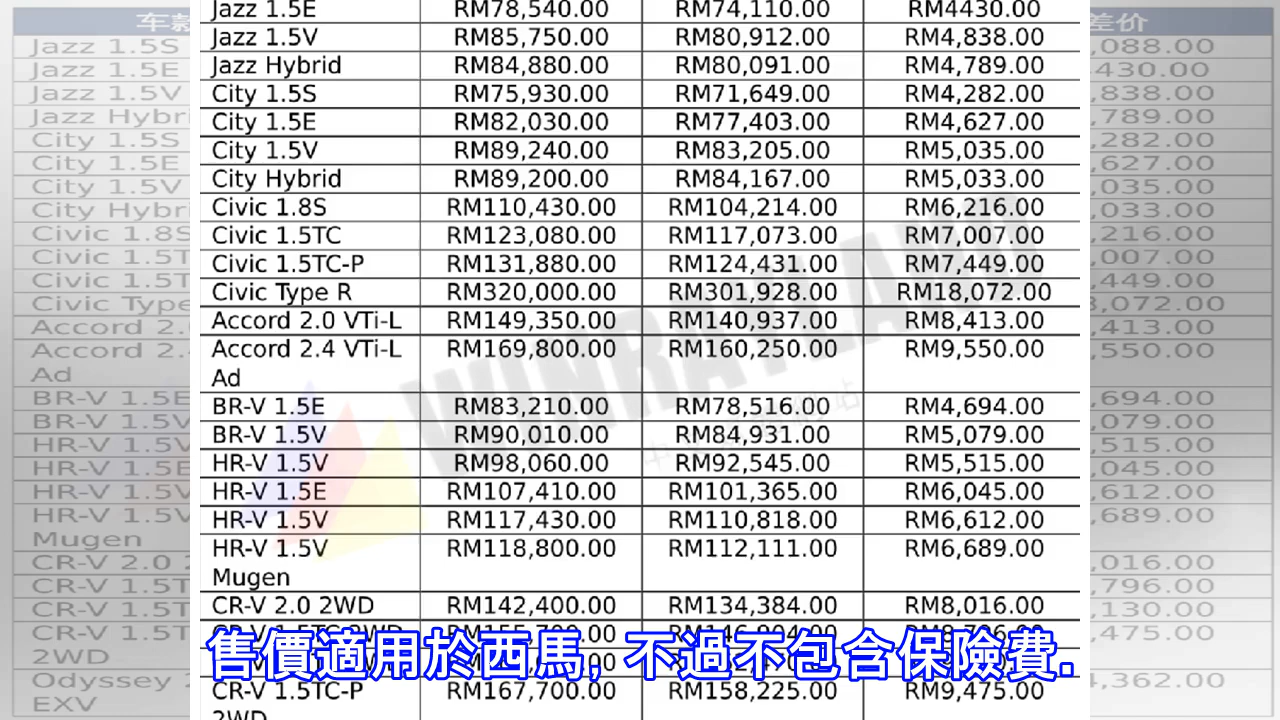 Jazz 1.5E RM78,540.00 RM74,110.00 RM4430.00
Jazz 1.5V RM85,750.00 RM80,912.00 RM4,838.00
Jazz Hybrid RM84,880.00 RM80,091.00 RM4,789.00
City 1.5S RM75,930.00 RM71,649.00 RM4,282.00
City 1.5E RM82,030.00 RM77,403.00 RM4,627.00
City 1.5V RM89,240.00 RM83,205.00 RM5,035.00
City Hybrid RM89,200.00 RM84,167.00 RM5,033.00
Civic 1.8S RM110,430.00 RM104,214.00 RM6,216.00
Civic 1.5TC RM123,080.00 RM117,073.00 RM7,007.00
Civic 1.5TC-P RM131,880.00 RM124,431.00 RM7,449.00
Civic Type R RM320,000.00 RM301,928.00 RM18,072.00
Accord 2.0 VTi-L RM149,350.00 RM140,937.00 RM8,413.00
Accord 2.4 VTi-L RM169,800.00 RM160,250.00 RM9,550.00
Ad
BR-V 1.5E RM83,210.00 RM78,516.00 RM4,694.00
BR-V 1.5V RM90,010.00 RM84,931.00 RM5,079.00
HR-V 1.5V RM98,060.00 RM92,545.00 RM5,515.00
HR-V 1.5E RM107,410.00 RM101,365.00 RM6,045.00
HR-V 1.5V RM117,430.00 RM110,818.00 RM6,612.00
HR-V 1.5V RM118,800.00 RM112,111.00 RM6,689.00
Mugen
CR-V 2.0 2WD RM142,400.00 RM134,384.00 RM8,016.00
售價適用於西馬, 不過不包含保險費.
CR-V 1.5TC-P RM167,700.00 RM158,225.00 RM9,475.00
2WD